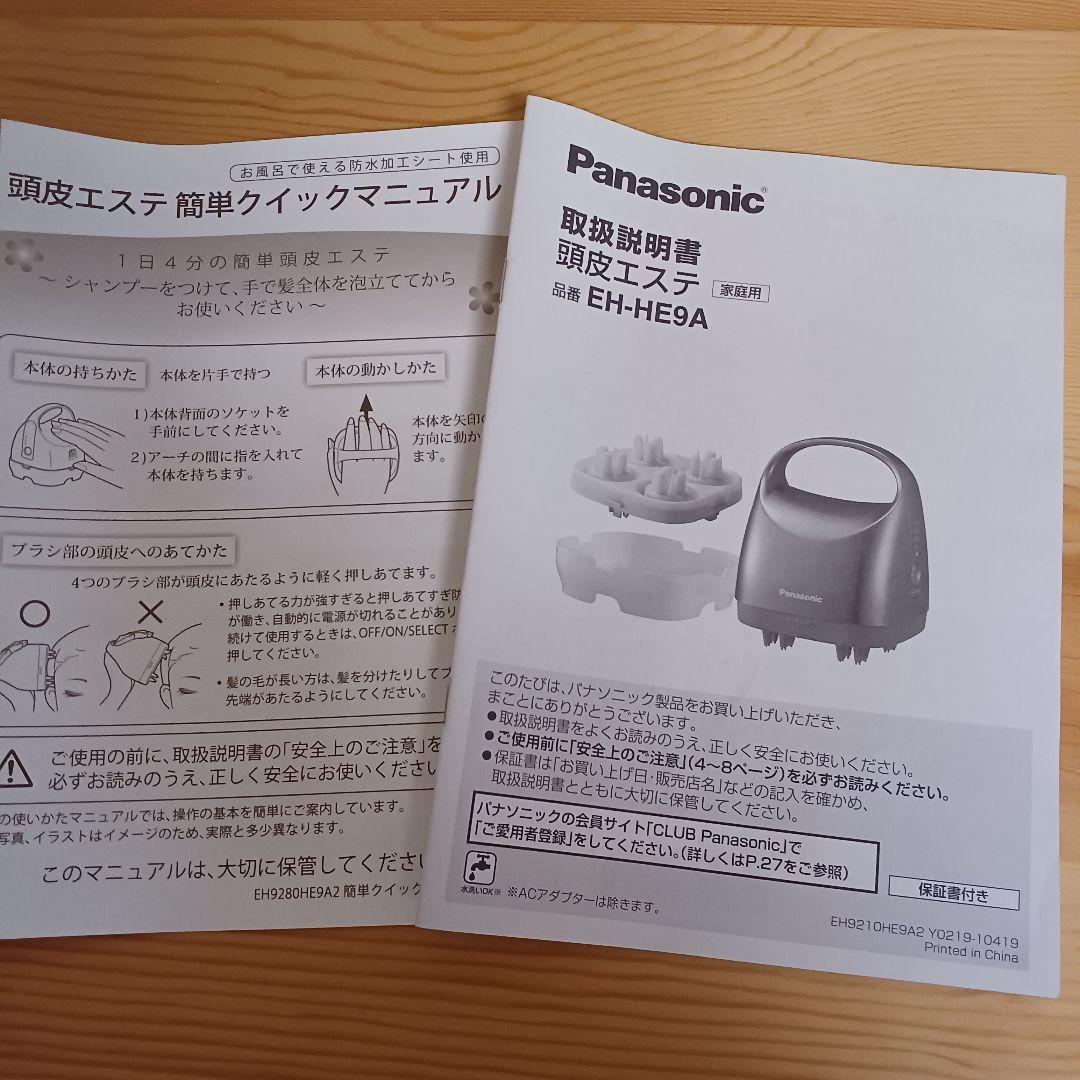 お風呂で使える防水加工シート使用
頭皮エステ 簡単クイックマニュアル
1日4分の簡単頭皮エステ
～ シャンプーをつけて、手で髪全体を泡立ててから
お使いください ～
本体の持ちかた
本体を片手で持つ
1)本体背面のソケットを
手前にしてください。
2)アーチの間に指を入れて
本体を持ちます。
本体の動かしかた
本体を矢印
方向に動か
ます。
ブラシ部の頭皮へのあてかた
4つのブラシ部が頭皮にあたるように軽く押しあてます。
○ ×
・押しあてる力が強すぎると押しあてすぎ防
が働き、自動的に電源が切れることがあり
続けて使用するときは、OFF/ON/SELECT
押してください。
・髪の毛が長い方は、髪を分けたりしてブ
先端があたるようにしてください。
ご使用の前に、取扱説明書の「安全上のご注意」を
必ずお読みのうえ、正しく安全にお使いください
の使いかたマニュアルでは、操作の基本を簡単にご案内しています。
写真、イラストはイメージのため、実際と多少異なります。
このマニュアルは、大切に保管してください
EH9280HE9A2 簡単クイック
Panasonic®
取扱説明書
頭皮エステ 家庭用
品番 EH-HE9A
Panasonic
このたびは、パナソニック製品をお買い上げいただき、
まことにありがとうございます。
●取扱説明書をよくお読みのうえ、正しく安全にお使いください。
●ご使用前に「安全上のご注意」(4～8ページ)を必ずお読みください。
●保証書は「お買い上げ日・販売店名」などの記入を確かめ、
取扱説明書とともに大切に保管してください。
パナソニックの会員サイト「CLUB Panasonic」で
「ご愛用者登録」をしてください。(詳しくはP.27をご参照)
水洗いOK※ ※ACアダプターは除きます。
保証書付き
EH9210HE9A2 Y0219-10419
Printed in China